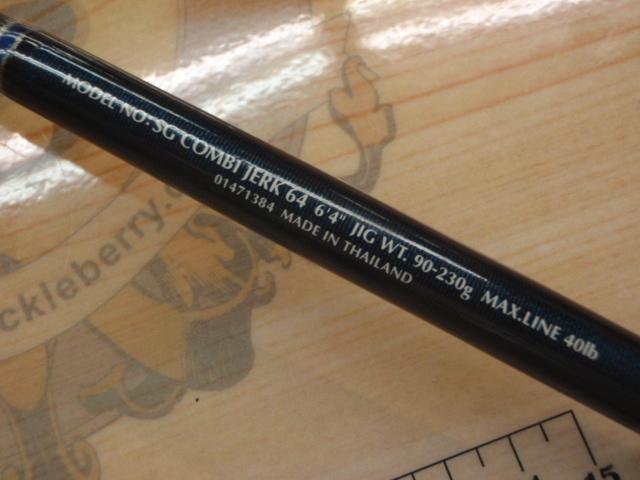 MODEL NO: SG COMBI JERK 64 6'4" JIG WT. 90-230g MAX.LINE 40lb
01471384 MADE IN THAILAND
ckleberry.
15